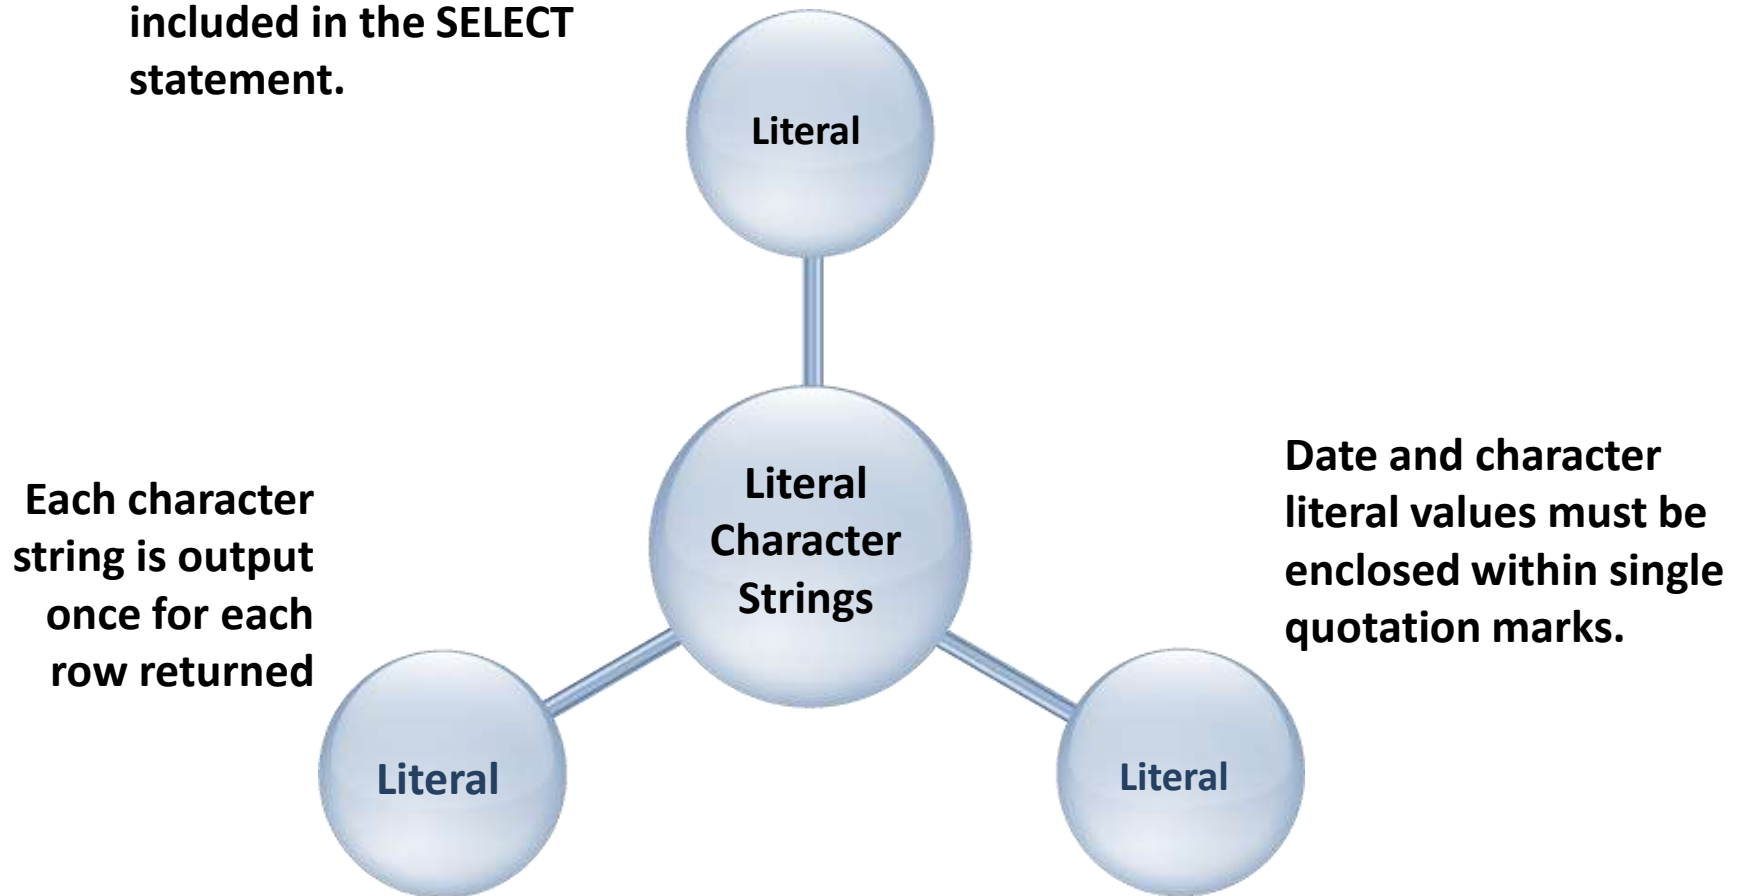 included in the SELECT
statement.
Literal
Literal
Character
Strings
Each character
string is output
once for each
row returned
Date and character
literal values must be
enclosed within single
quotation marks.
Literal
Literal